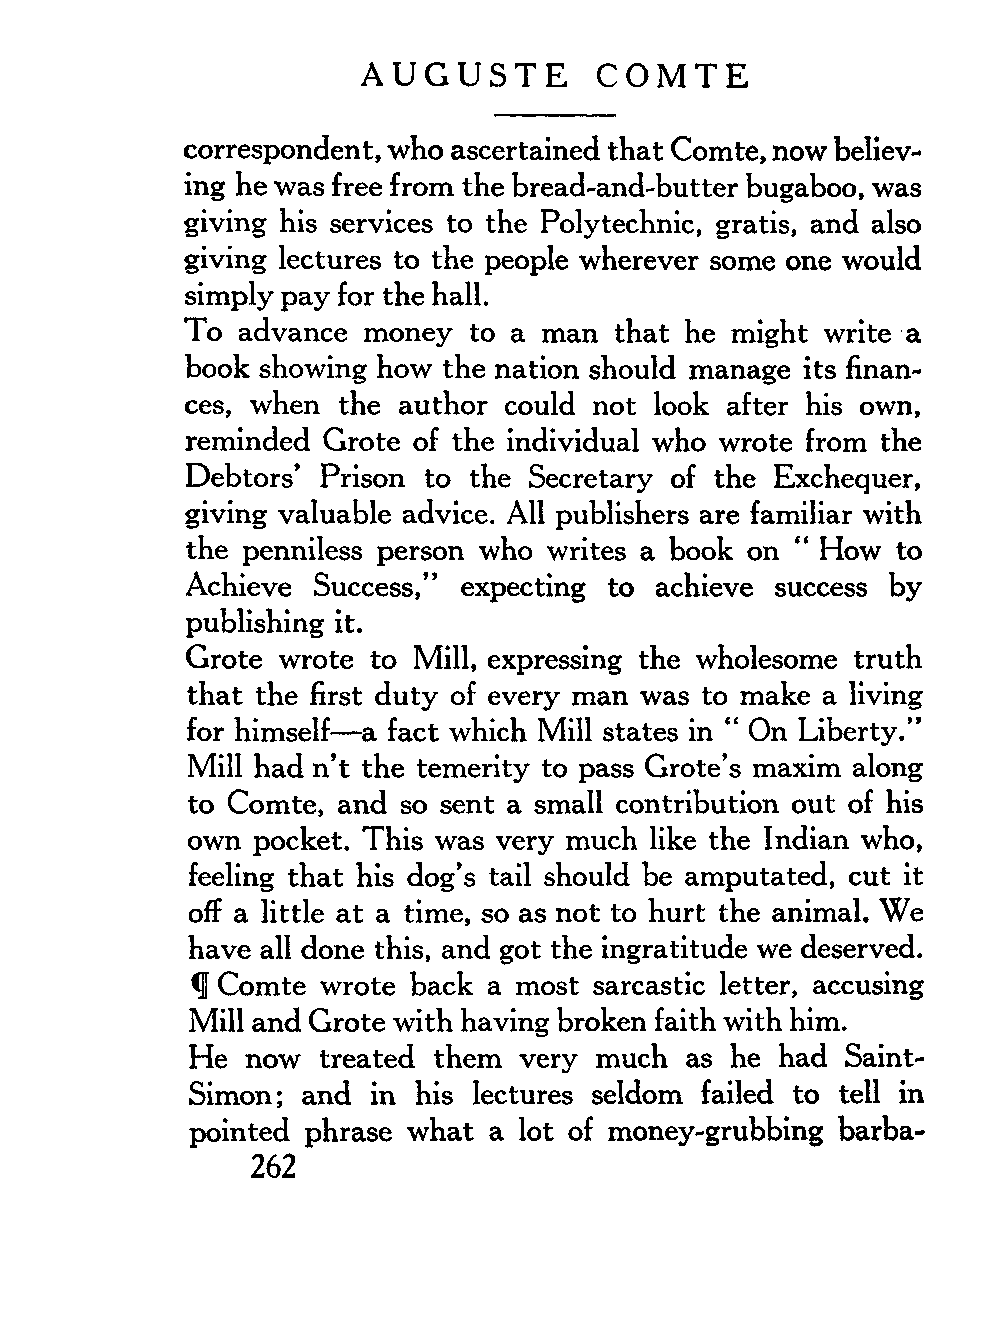 AUGUSTE COMTE
correspondent, who ascertained that Comte, now believ-
ing he was free from the bread-and-butter bugaboo, was
giving his services to the Polytechnic, gratis, and also
giving lectures to the people wherever some one would
simply pay for the hall.
To advance money to a man that he might write a
book showing how the nation should manage its finan-
ces, when the author could not look after his own,
reminded Grote of the individual who wrote from the
Debtors' Prison to the Secretary of the Exchequer,
giving valuable advice. All publishers are familiar with
the penniless person who writes a book on " How to
Achieve Success," expecting to achieve success by
publishing it.
Grote wrote to Mill, expressing the wholesome truth
that the first duty of every man was to make a living
for himself—a fact which Mill states in " On Liberty."
Mill had n't the temerity to pass Grote's maxim along
to Comte, and so sent a small contribution out of his
own pocket. This was very much like the Indian who,
feeling that his dog's tail should be amputated, cut it
off a little at a time, so as not to hurt the animal. We
have all done this, and got the ingratitude we deserved.
¶ Comte wrote back a most sarcastic letter, accusing
Mill and Grote with having broken faith with him.
He now treated them very much as he had Saint-
Simon; and in his lectures seldom failed to tell in
pointed phrase what a lot of money-grubbing barba-
262